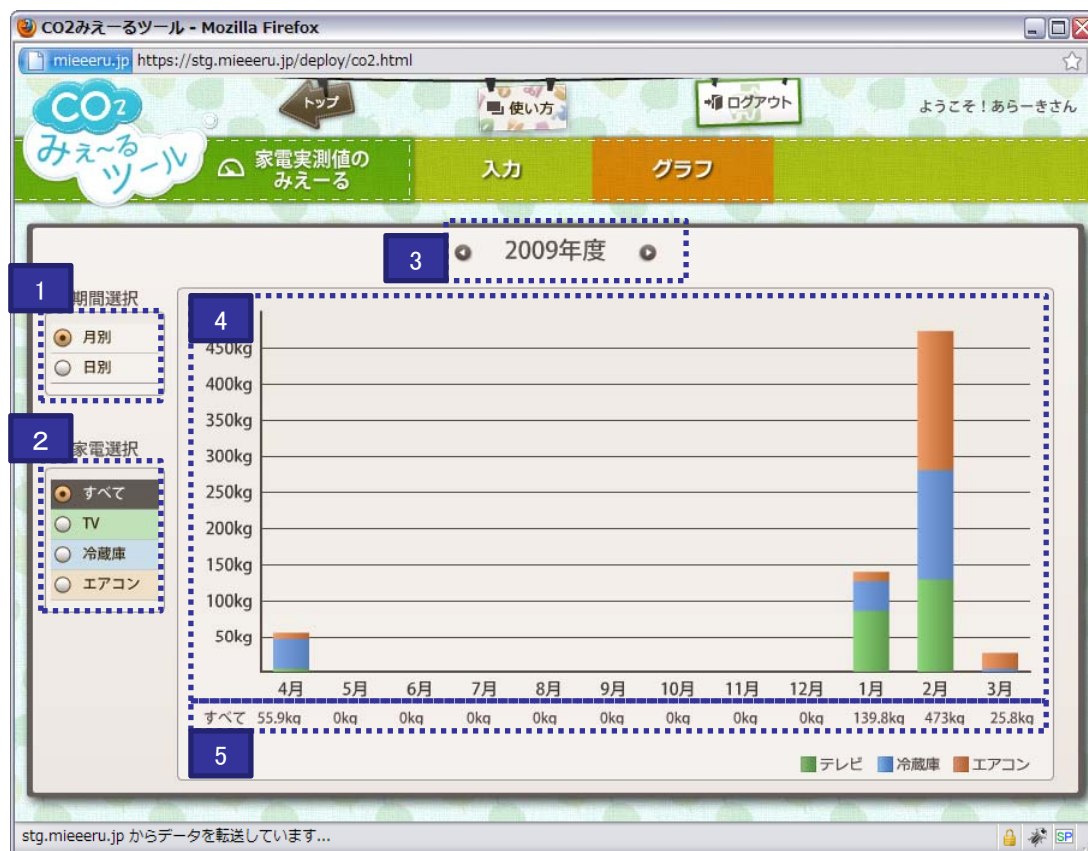 CO2みえーるツール - Mozilla Firefox
mieeeru.jp https://stg.mieeeru.jp/deploy/co2.html
CO2
みえ〜る
ツール
トップ
使い方
ログアウト
ようこそ！あらーきさん
家電実測値の
みえーる
入力
グラフ
3
2009年度
1
期間選択
月別
日別
2
家電選択
すべて
TV
冷蔵庫
エアコン
4
450kg
400kg
350kg
300kg
250kg
200kg
150kg
100kg
50kg
4月 5月 6月 7月 8月 9月 10月 11月 12月 1月 2月 3月
すべて 55.9kg 0kg 0kg 0kg 0kg 0kg 0kg 0kg 0kg 139.8kg 473kg 25.8kg
5
テレビ 冷蔵庫 エアコン
stg.mieeeru.jp からデータを転送しています...
SP